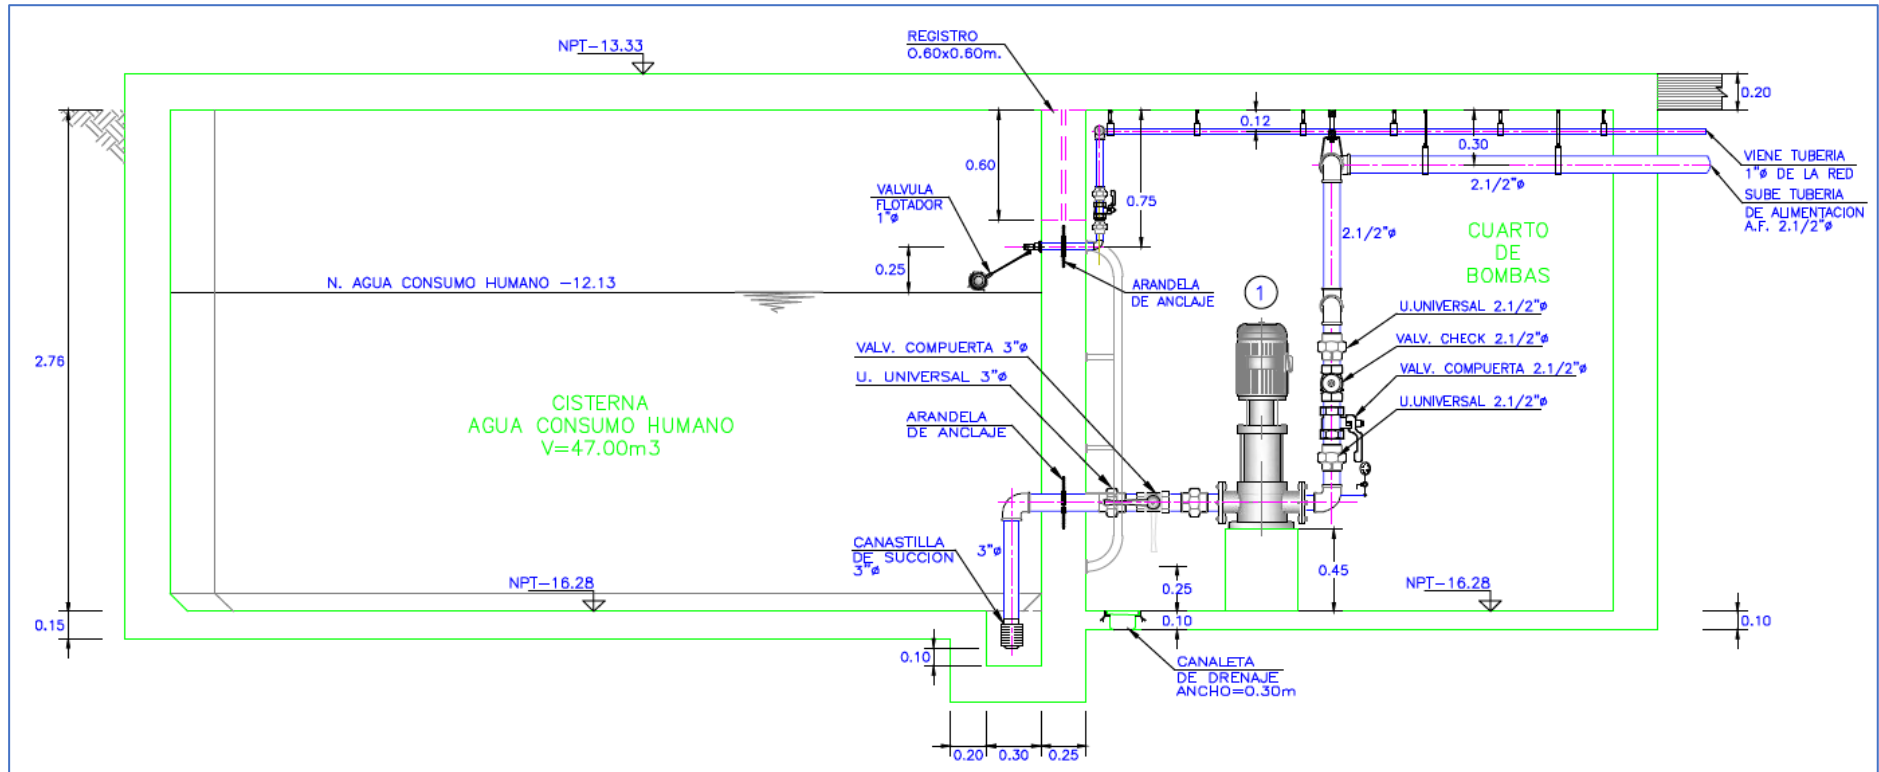 NPT-13.33
REGISTRO
0.60x0.60m.
0.20
0.12
0.30
0.60
0.75
VIENE TUBERIA
1"ø DE LA RED
SUBE TUBERIA
DE ALIMENTACION
A.F. 2.1/2"ø
2.1/2"ø
2.1/2"ø
VALVULA
FLOTADOR
1"ø
CUARTO
DE
BOMBAS
0.25
N. AGUA CONSUMO HUMANO -12.13
ARANDELA
DE ANCLAJE
1
U.UNIVERSAL 2.1/2"ø
VALV. CHECK 2.1/2"ø
VALV. COMPUERTA 2.1/2"ø
U.UNIVERSAL 2.1/2"ø
VALV. COMPUERTA 3"ø
U. UNIVERSAL 3"ø
2.76
CISTERNA
AGUA CONSUMO HUMANO
V=47.00m3
ARANDELA
DE ANCLAJE
CANASTILLA
DE SUCCION
3"ø
3"ø
0.45
NPT-16.28
0.25
NPT-16.28
0.15
0.10
0.10
0.10
CANALETA
DE DRENAJE
ANCHO=0.30m
0.20
0.30
0.25